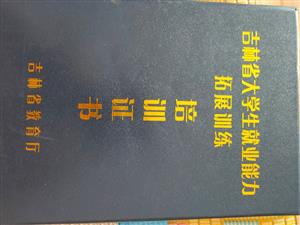 吉林省大学生就业能力
拓展训练
培训证书
吉林省教育厅